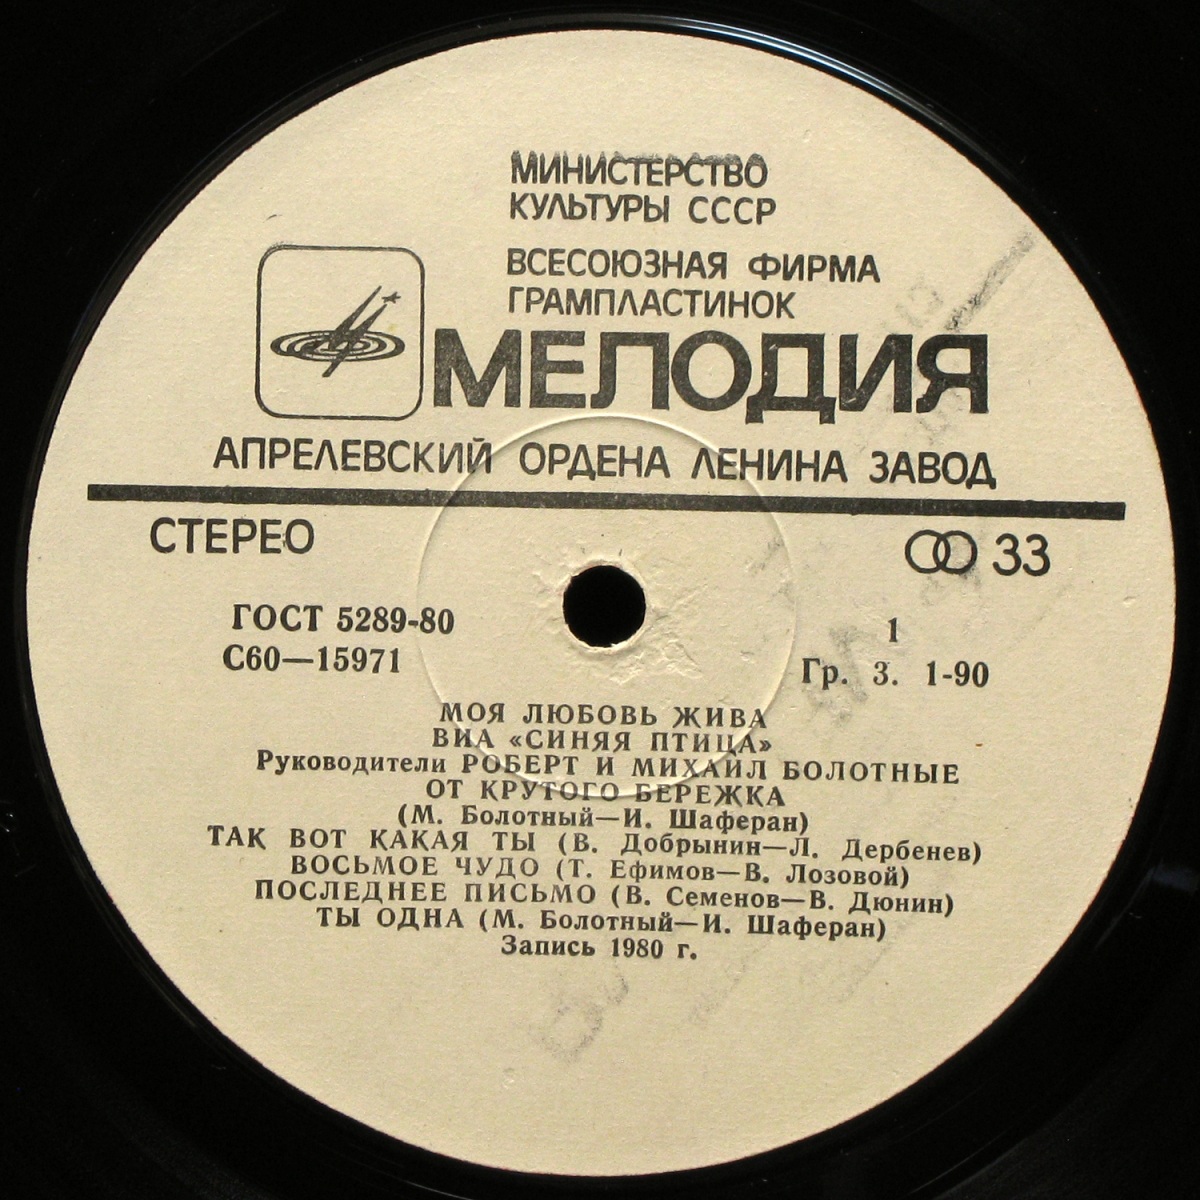 МИНИСТЕРСТВО
КУЛЬТУРЫ СССР
ВСЕСОЮЗНАЯ ФИРМА
ГРАМПЛАСТИНОК
МЕЛОДИЯ
АПРЕЛЕВСКИЙ ОРДЕНА ЛЕНИНА ЗАВОД
СТЕРЕО 33
ГОСТ 5289-80 1
С60—15971 Гр. 3. 1-90
МОЯ ЛЮБОВЬ ЖИВА
ВИА «СИНЯЯ ПТИЦА»
Руководители РОБЕРТ И МИХАИЛ БОЛОТНЫЕ
ОТ КРУТОГО БЕРЕЖКА
(М. Болотный—И. Шаферан)
ТАК ВОТ КАКАЯ ТЫ (В. Добрынин—Л. Дербенев)
ВОСЬМОЕ ЧУДО (Т. Ефимов—В. Лозовой)
ПОСЛЕДНЕЕ ПИСЬМО (В. Семенов—В. Дюнин)
ТЫ ОДНА (М. Болотный—И. Шаферан)
Запись 1980 г.